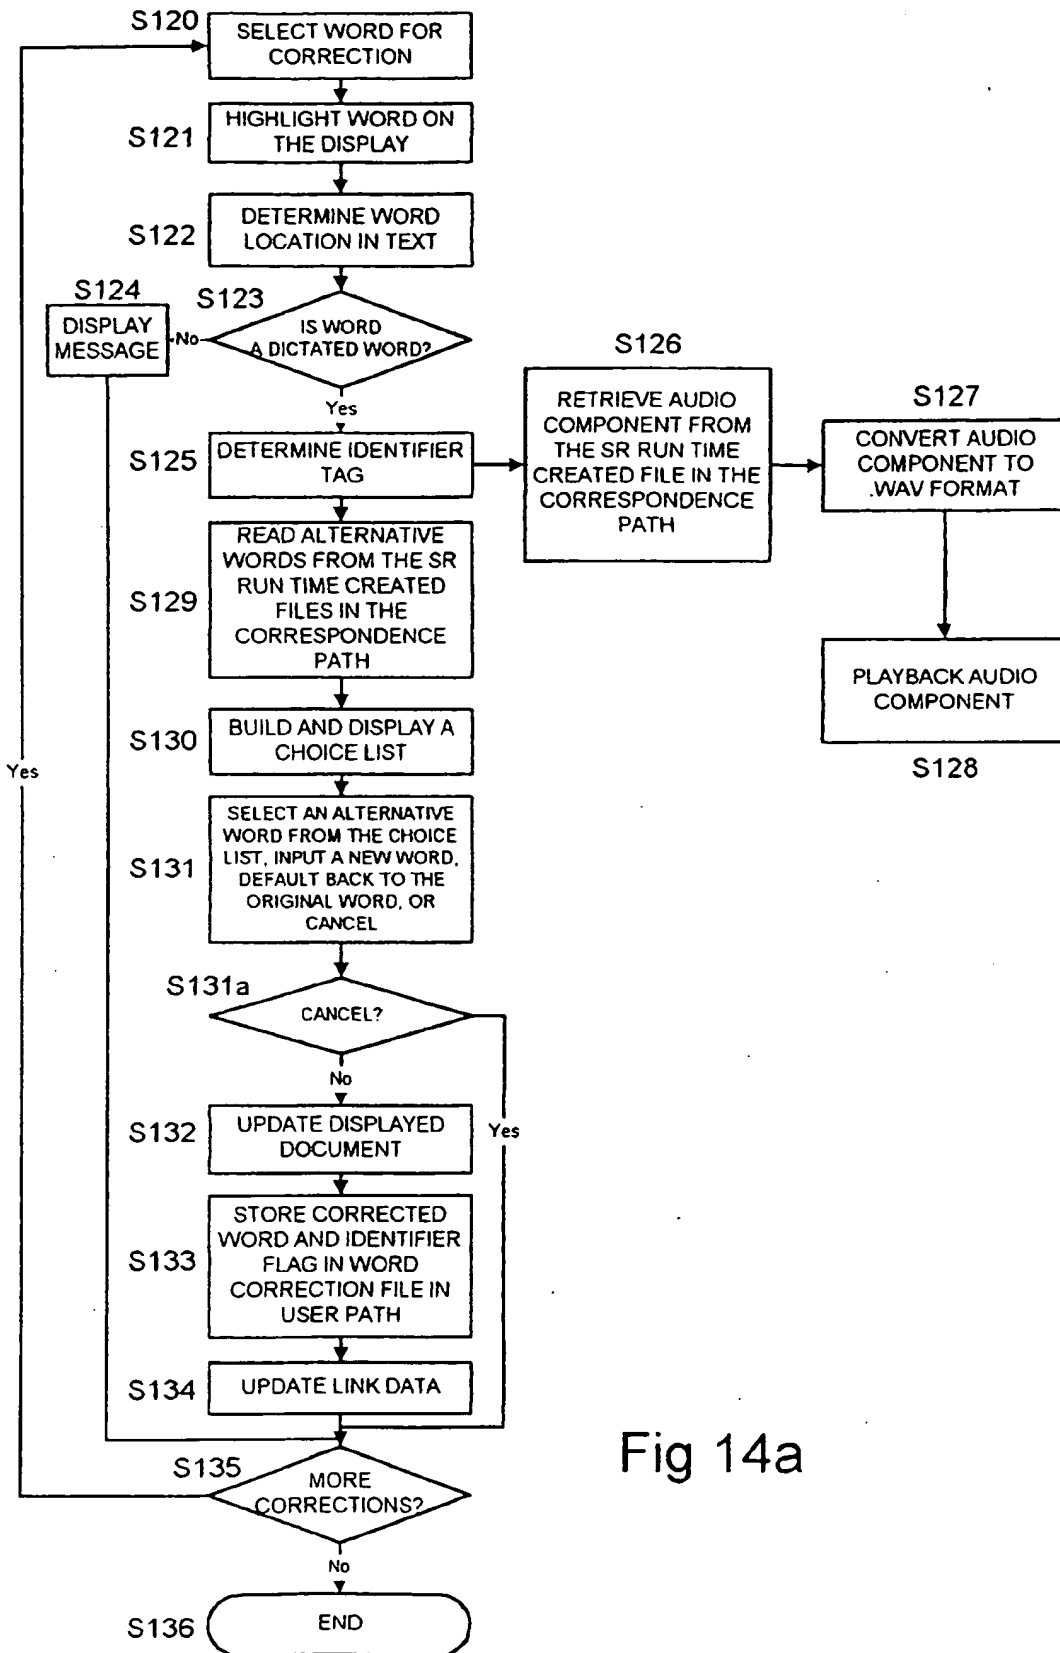 S120
SELECT WORD FOR
CORRECTION
S121
HIGHLIGHT WORD ON
THE DISPLAY
S122
DETERMINE WORD
LOCATION IN TEXT
S124
DISPLAY
MESSAGE
No
S123
IS WORD
A DICTATED WORD?
Yes
S125
DETERMINE IDENTIFIER
TAG
S126
RETRIEVE AUDIO
COMPONENT FROM
THE SR RUN TIME
CREATED FILE IN THE
CORRESPONDENCE
PATH
S127
CONVERT AUDIO
COMPONENT TO
.WAV FORMAT
PLAYBACK AUDIO
COMPONENT
S128
S129
READ ALTERNATIVE
WORDS FROM THE SR
RUN TIME CREATED
FILES IN THE
CORRESPONDENCE
PATH
S130
BUILD AND DISPLAY A
CHOICE LIST
Yes
S131
SELECT AN ALTERNATIVE
WORD FROM THE CHOICE
LIST, INPUT A NEW WORD,
DEFAULT BACK TO THE
ORIGINAL WORD, OR
CANCEL
S131a
CANCEL?
No
Yes
S132
UPDATE DISPLAYED
DOCUMENT
S133
STORE CORRECTED
WORD AND IDENTIFIER
FLAG IN WORD
CORRECTION FILE IN
USER PATH
S134
UPDATE LINK DATA
S135
MORE
CORRECTIONS?
No
S136
END
Fig 14a